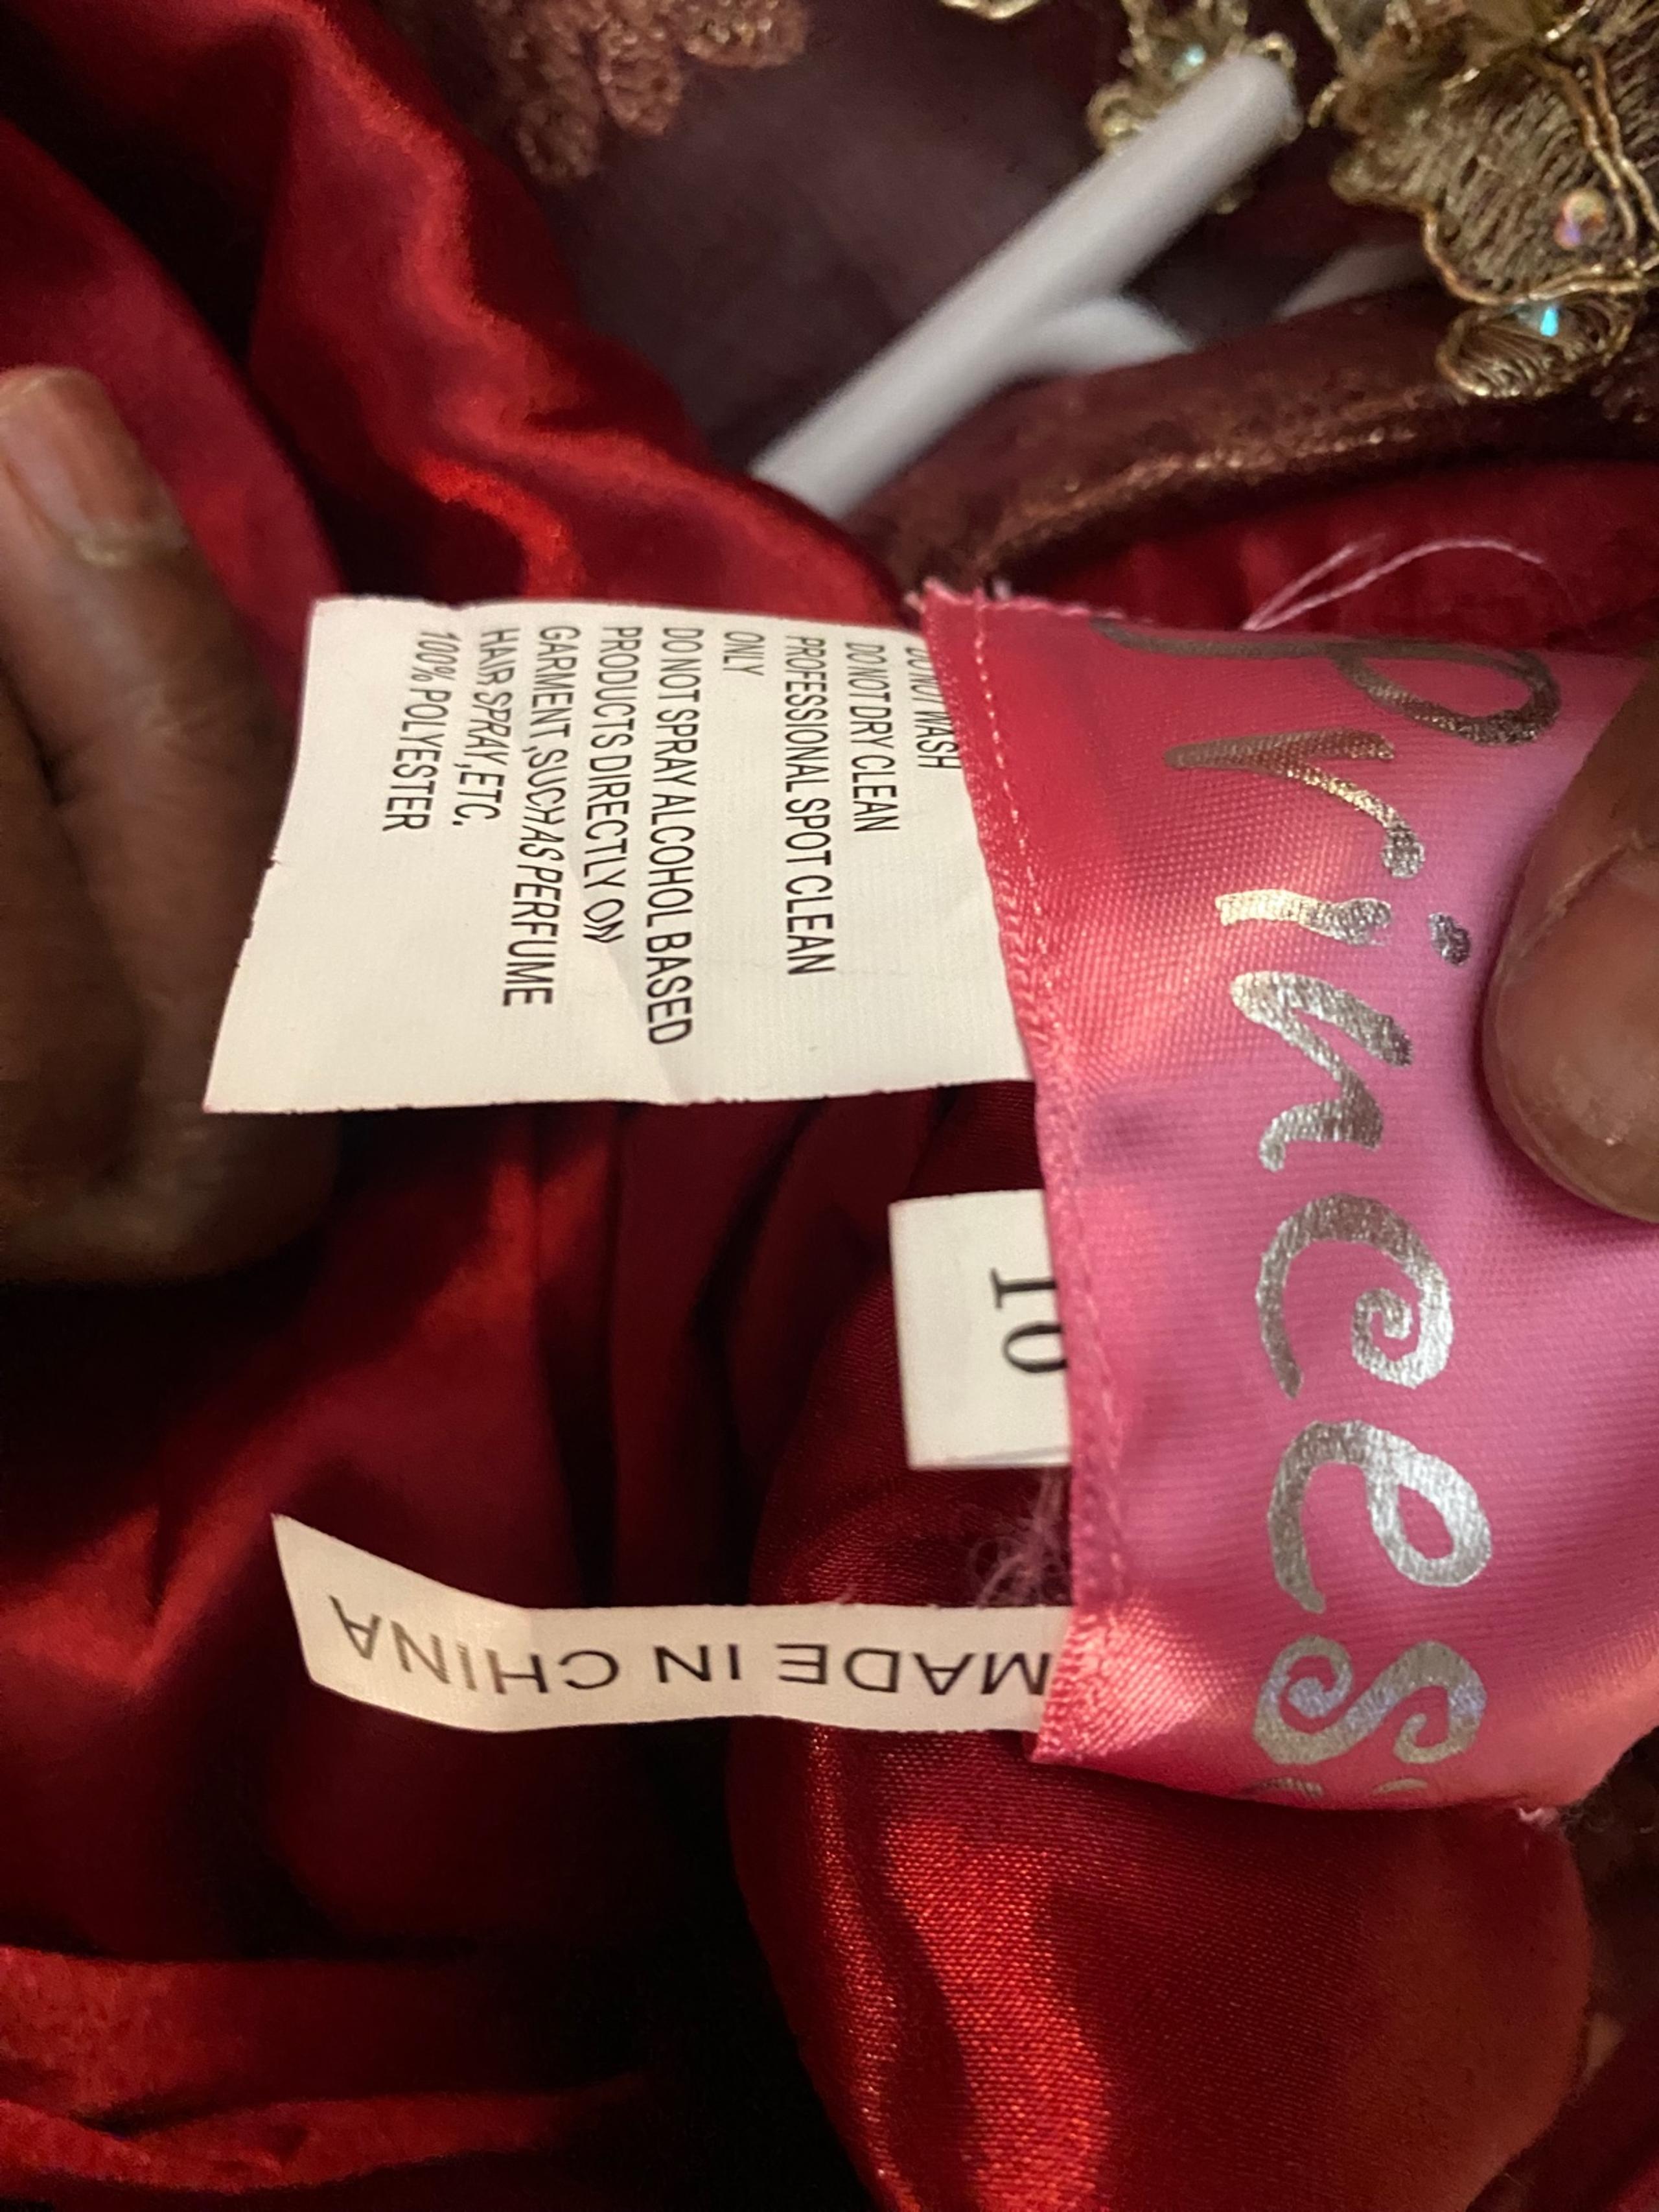 Princess
DO NOT WASH
DO NOT DRY CLEAN
PROFESSIONAL SPOT CLEAN
ONLY
DO NOT SPRAY ALCOHOL BASED
PRODUCTS DIRECTLY ON
GARMENT,SUCH AS PERFUME
HAIR SPRAY,ETC.
100% POLYESTER
10
MADE IN CHINA